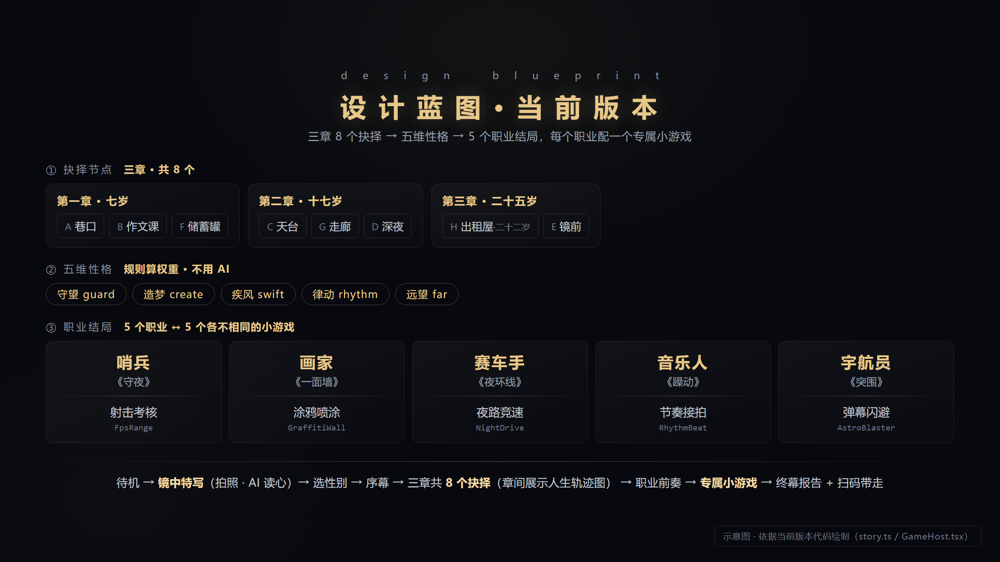 design blueprint
设计蓝图·当前版本
三章 8 个抉择 → 五维性格 → 5 个职业结局，每个职业配一个专属小游戏
① 抉择节点 三章·共 8 个
第一章·七岁
A 巷口 B 作文课 F 储蓄罐
第二章·十七岁
C 天台 G 走廊 D 深夜
第三章·二十五岁
H 出租屋·二十二岁 E 镜前
② 五维性格 规则算权重·不用 AI
守望 guard 造梦 create 疾风 swift 律动 rhythm 远望 far
③ 职业结局 5 个职业 ↔ 5 个各不相同的小游戏
哨兵
《守夜》
射击考核
FpsRange
画家
《一面墙》
涂鸦喷涂
GraffitiWall
赛车手
《夜环线》
夜路竞速
NightDrive
音乐人
《躁动》
节奏接拍
RhythmBeat
宇航员
《突围》
弹幕闪避
AstroBlaster
待机 → 镜中特写（拍照 · AI 读心）→ 选性别 → 序幕 → 三章共 8 个抉择（章间展示人生轨迹图） → 职业前奏 → 专属小游戏 → 终幕报告 + 扫码带走
示意图 · 依据当前版本代码绘制（story.ts / GameHost.tsx）